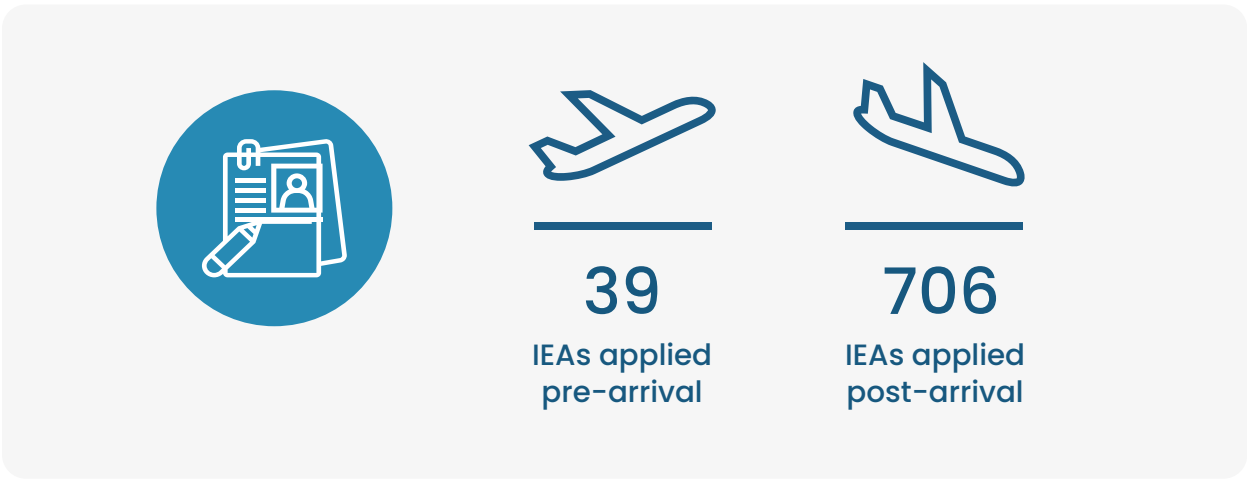 39
IEAs applied
pre-arrival
706
IEAs applied
post-arrival